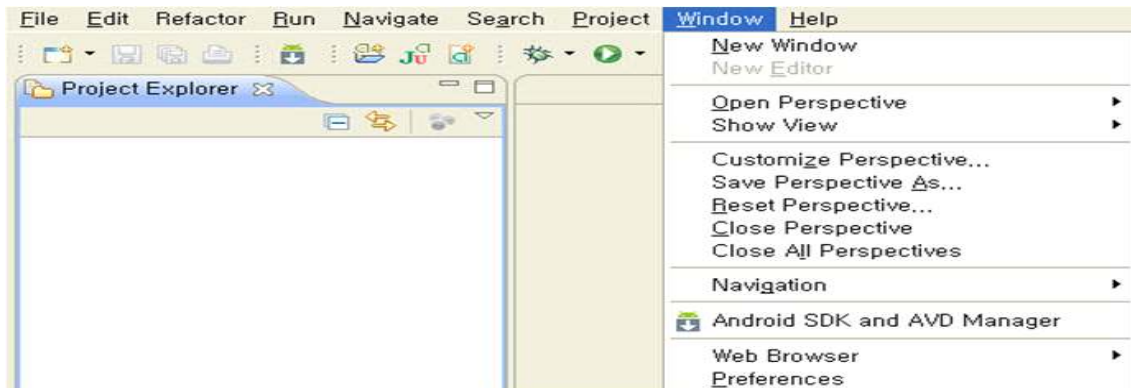 File Edit Refactor Run Navigate Search Project Window Help
Project Explorer
New Window
New Editor
Open Perspective
Show View
Customize Perspective...
Save Perspective As...
Reset Perspective...
Close Perspective
Close All Perspectives
Navigation
Android SDK and AVD Manager
Web Browser
Preferences